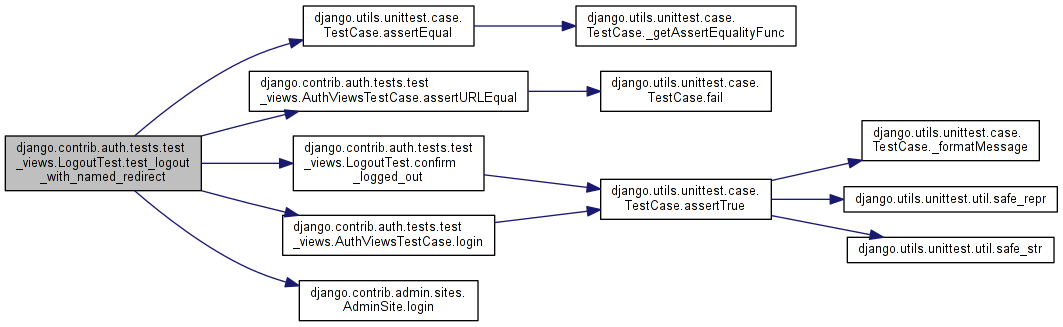 django.utils.unittest.case.
TestCase.assertEqual
django.utils.unittest.case.
TestCase._getAssertEqualityFunc
django.contrib.auth.tests.test
_views.AuthViewsTestCase.assertURLEqual
django.utils.unittest.case.
TestCase.fail
django.contrib.auth.tests.test
_views.LogoutTest.test_logout
_with_named_redirect
django.contrib.auth.tests.test
_views.LogoutTest.confirm
_logged_out
django.utils.unittest.case.
TestCase._formatMessage
django.utils.unittest.case.
TestCase.assertTrue
django.utils.unittest.util.safe_repr
django.contrib.auth.tests.test
_views.AuthViewsTestCase.login
django.utils.unittest.util.safe_str
django.contrib.admin.sites.
AdminSite.login